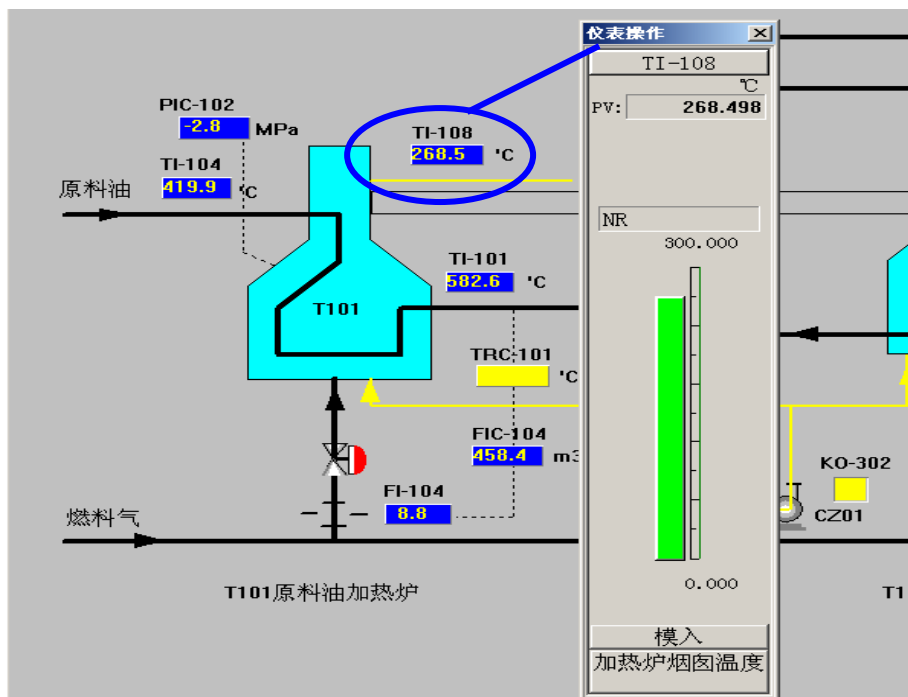 仪表操作
TI-108
℃
PV: 268.498
NR
300.000
0.000
模入
加热炉烟囱温度
PIC-102
-2.8 MPa
TI-108
268.5 'C
TI-104
419.9 'C
原料油
TI-101
582.6 'C
T101
TRC-101
'C
FIC-104
458.4 m3
FI-104
8.8
燃料气
KO-302
CZ01
T101原料油加热炉
T1